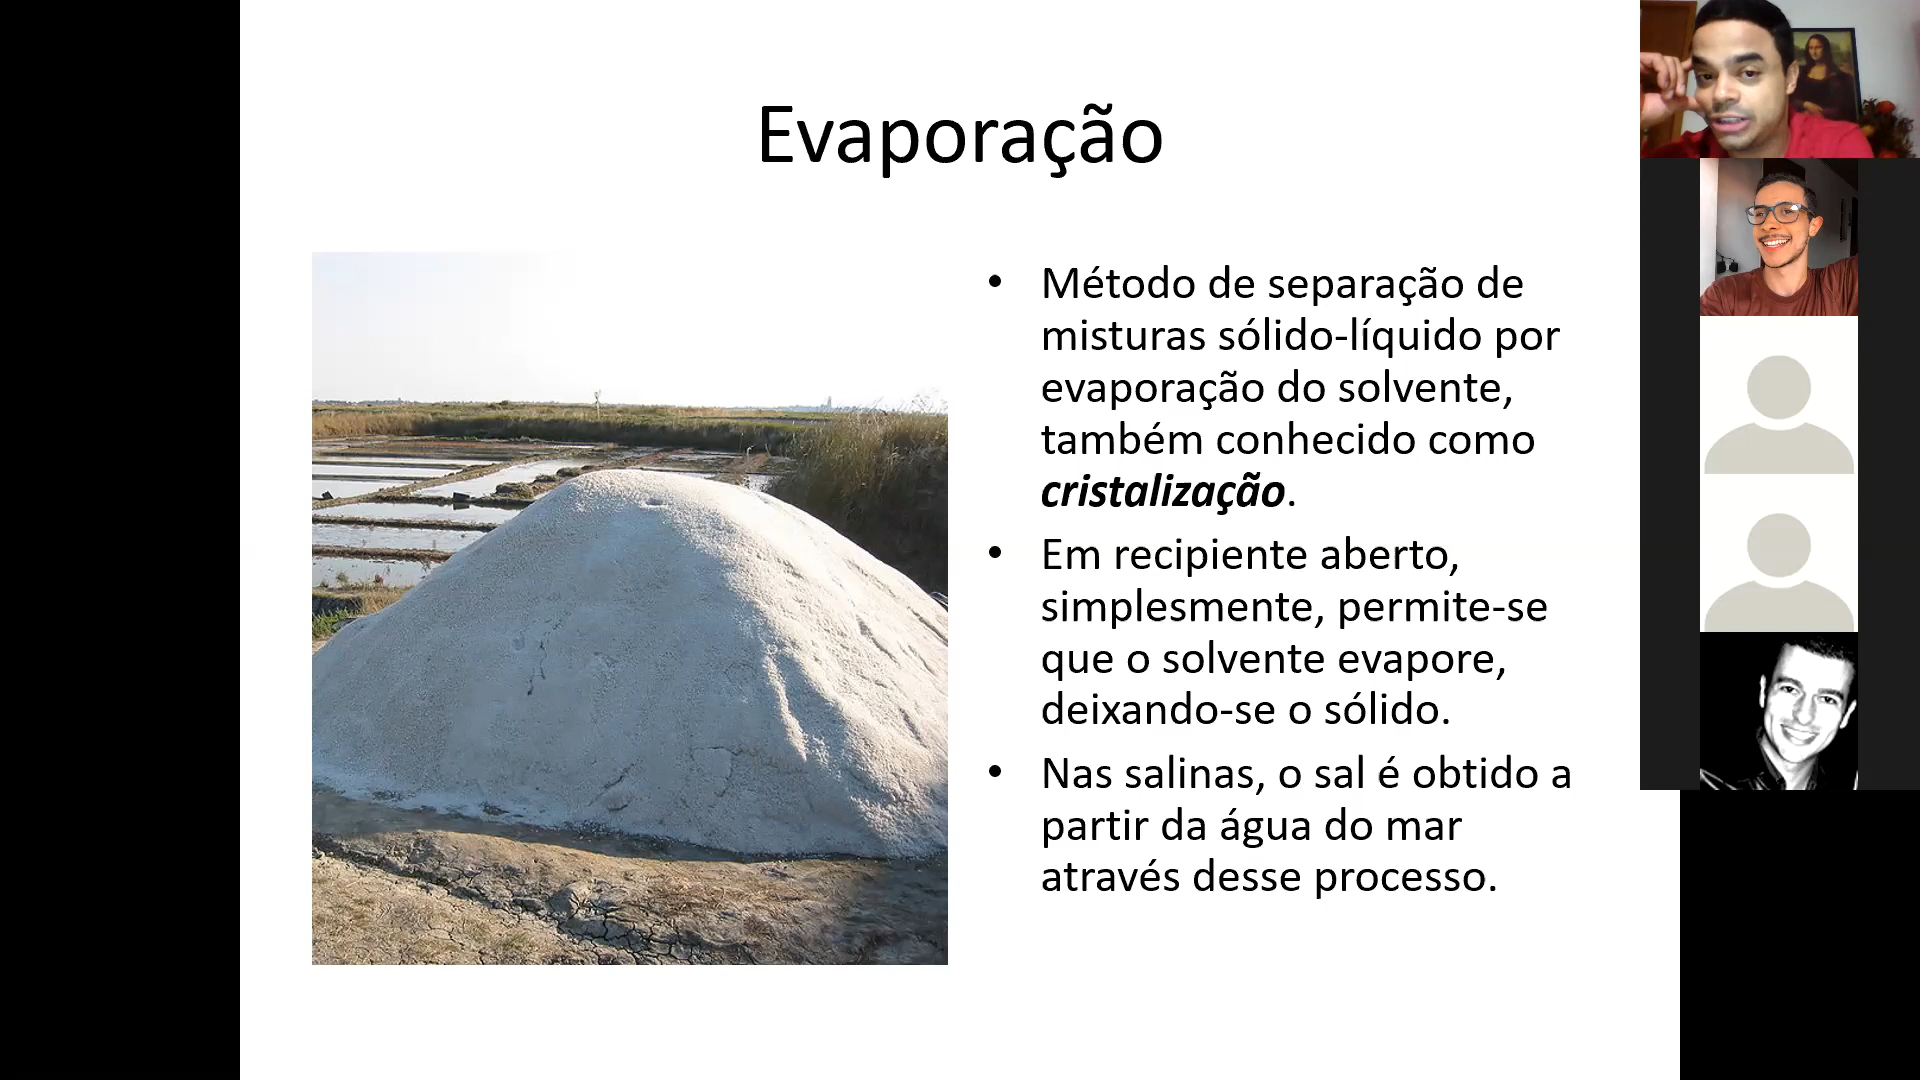 Evaporação
• Método de separação de
misturas sólido-líquido por
evaporação do solvente,
também conhecido como
cristalização.
• Em recipiente aberto,
simplesmente, permite-se
que o solvente evapore,
deixando-se o sólido.
• Nas salinas, o sal é obtido a
partir da água do mar
através desse processo.